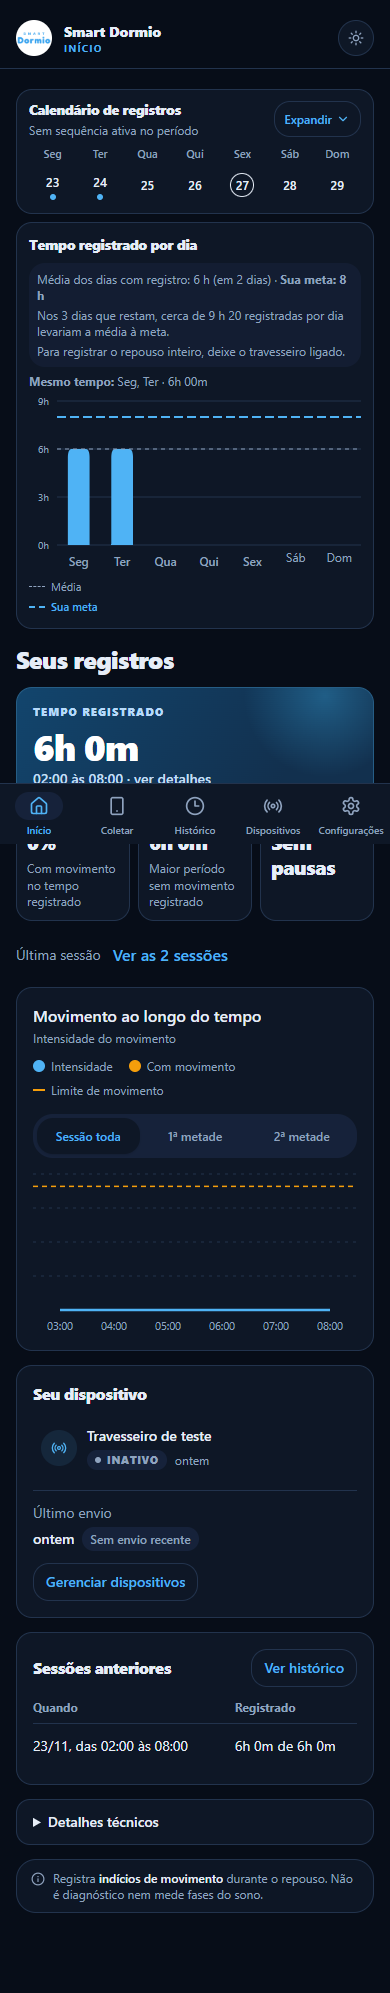 SMART
Dormio
Smart Dormio
INÍCIO
Calendário de registros
Sem sequência ativa no período
Expandir
Seg Ter Qua Qui Sex Sáb Dom
23 24 25 26 27 28 29
Tempo registrado por dia
Média dos dias com registro: 6 h (em 2 dias) · Sua meta: 8
h
Nos 3 dias que restam, cerca de 9 h 20 registradas por dia
levariam a média à meta.
Para registrar o repouso inteiro, deixe o travesseiro ligado.
Mesmo tempo: Seg, Ter · 6h 00m
9h
6h
3h
0h
Seg Ter Qua Qui Sex Sáb Dom
Média
Sua meta
Seus registros
TEMPO REGISTRADO
6h 0m
02:00 às 08:00 · ver detalhes
Início Coletar Histórico Dispositivos Configurações
0% 6h 0m Sem
pausas
Com movimento
no tempo
registrado
Maior período
sem movimento
registrado
Última sessão Ver as 2 sessões
Movimento ao longo do tempo
Intensidade do movimento
Intensidade Com movimento
Limite de movimento
Sessão toda 1ª metade 2ª metade
03:00 04:00 05:00 06:00 07:00 08:00
Seu dispositivo
Travesseiro de teste
INATIVO ontem
Último envio
ontem Sem envio recente
Gerenciar dispositivos
Sessões anteriores
Ver histórico
Quando Registrado
23/11, das 02:00 às 08:00 6h 0m de 6h 0m
Detalhes técnicos
Registra indícios de movimento durante o repouso. Não
é diagnóstico nem mede fases do sono.